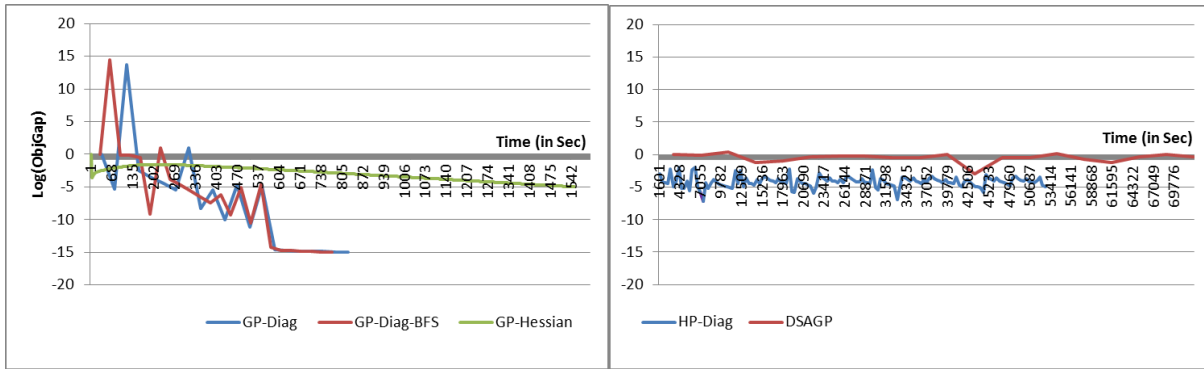 Log(ObjGap)
20
15
10
5
0
-5
-10
-15
-20
Time (in Sec)
1 68 135 202 269 336 403 470 537 604 671 738 805 872 939 1006 1073 1140 1207 1274 1341 1408 1475 1542
GP-Diag GP-Diag-BFS GP-Hessian
20
15
10
5
0
-5
-10
-15
-20
Time (in Sec)
1601 4328 7055 9782 12509 15236 17963 20690 23417 26144 28871 31598 34325 37052 39779 42506 45233 47960 50687 53414 56141 58868 61595 64322 67049 69776
HP-Diag DSAGP